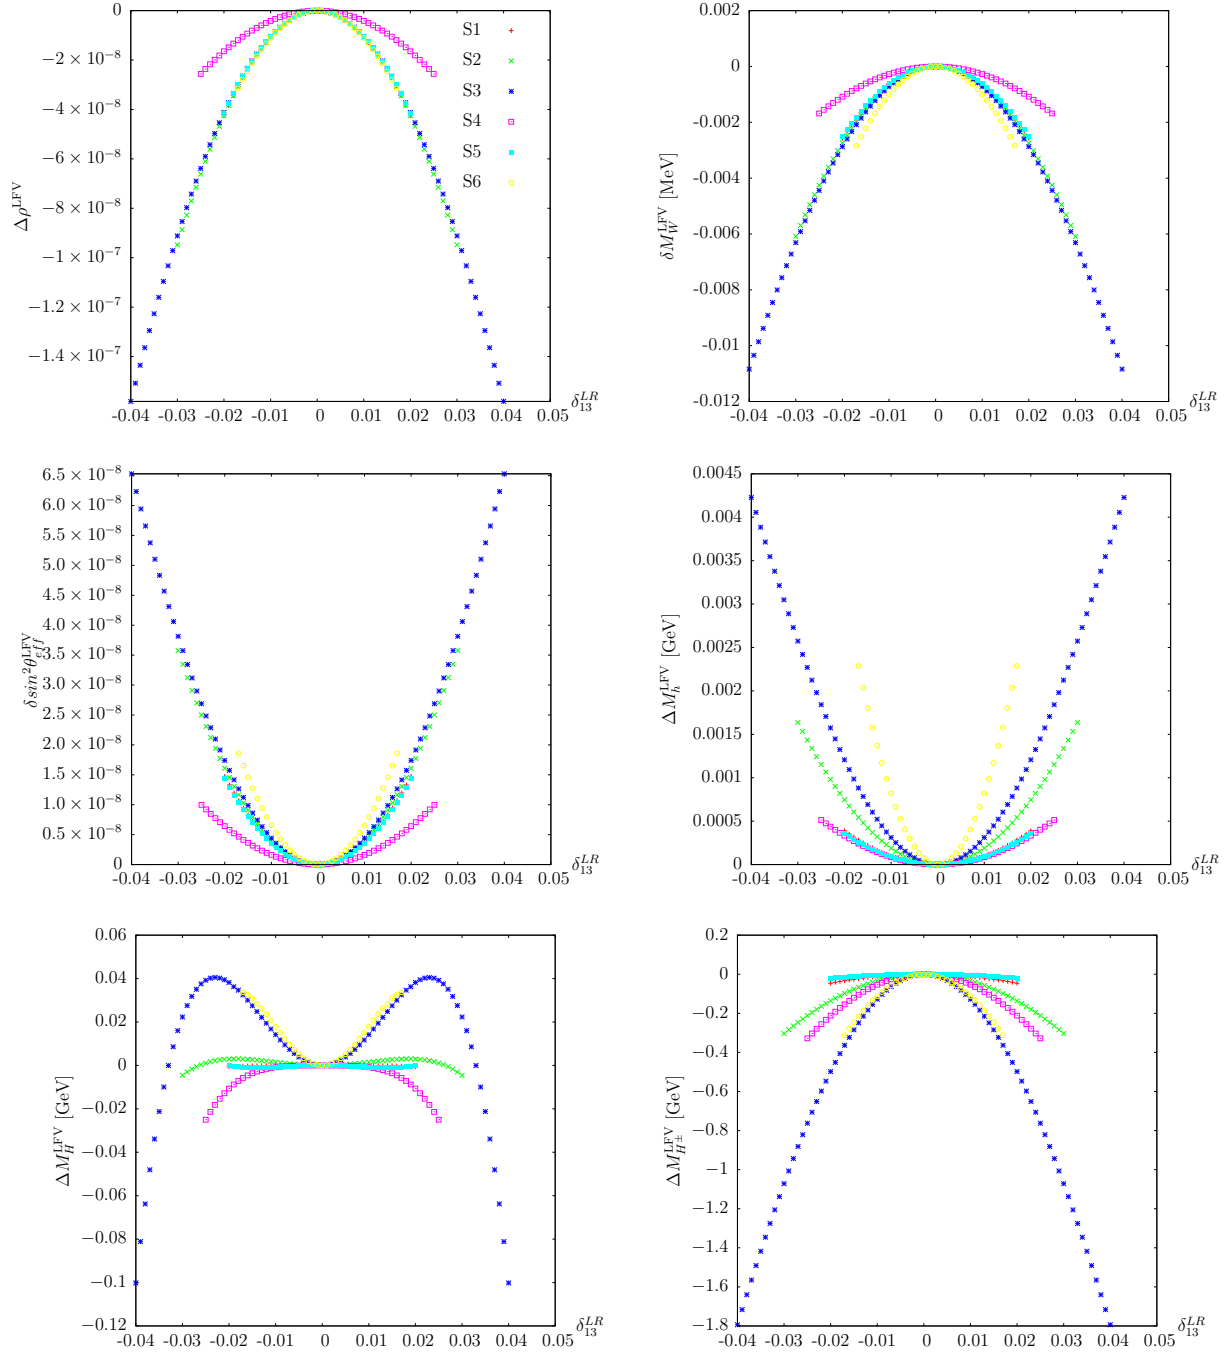 0
−2 × 10⁻⁸
−4 × 10⁻⁸
−6 × 10⁻⁸
−8 × 10⁻⁸
−1 × 10⁻⁷
−1.2 × 10⁻⁷
−1.4 × 10⁻⁷
Δρ^LFV
S1
S2
S3
S4
S5
S6
-0.04 -0.03 -0.02 -0.01 0 0.01 0.02 0.03 0.04 0.05 δ₁₃^LR
0.002
0
-0.002
-0.004
-0.006
-0.008
-0.01
-0.012
δM_W^LFV [MeV]
-0.04 -0.03 -0.02 -0.01 0 0.01 0.02 0.03 0.04 0.05 δ₁₃^LR
6.5 × 10⁻⁸
6.0 × 10⁻⁸
5.5 × 10⁻⁸
5.0 × 10⁻⁸
4.5 × 10⁻⁸
4.0 × 10⁻⁸
3.5 × 10⁻⁸
3.0 × 10⁻⁸
2.5 × 10⁻⁸
2.0 × 10⁻⁸
1.5 × 10⁻⁸
1.0 × 10⁻⁸
0.5 × 10⁻⁸
0
δsin²θ_eff^LFV
-0.04 -0.03 -0.02 -0.01 0 0.01 0.02 0.03 0.04 0.05 δ₁₃^LR
0.0045
0.004
0.0035
0.003
0.0025
0.002
0.0015
0.001
0.0005
0
ΔM_h^LFV [GeV]
-0.04 -0.03 -0.02 -0.01 0 0.01 0.02 0.03 0.04 0.05 δ₁₃^LR
0.06
0.04
0.02
0
−0.02
−0.04
−0.06
−0.08
−0.1
−0.12
ΔM_H^LFV [GeV]
-0.04 -0.03 -0.02 -0.01 0 0.01 0.02 0.03 0.04 0.05 δ₁₃^LR
0.2
0
−0.2
−0.4
−0.6
−0.8
−1
−1.2
−1.4
−1.6
−1.8
ΔM_H±^LFV [GeV]
-0.04 -0.03 -0.02 -0.01 0 0.01 0.02 0.03 0.04 0.05 δ₁₃^LR